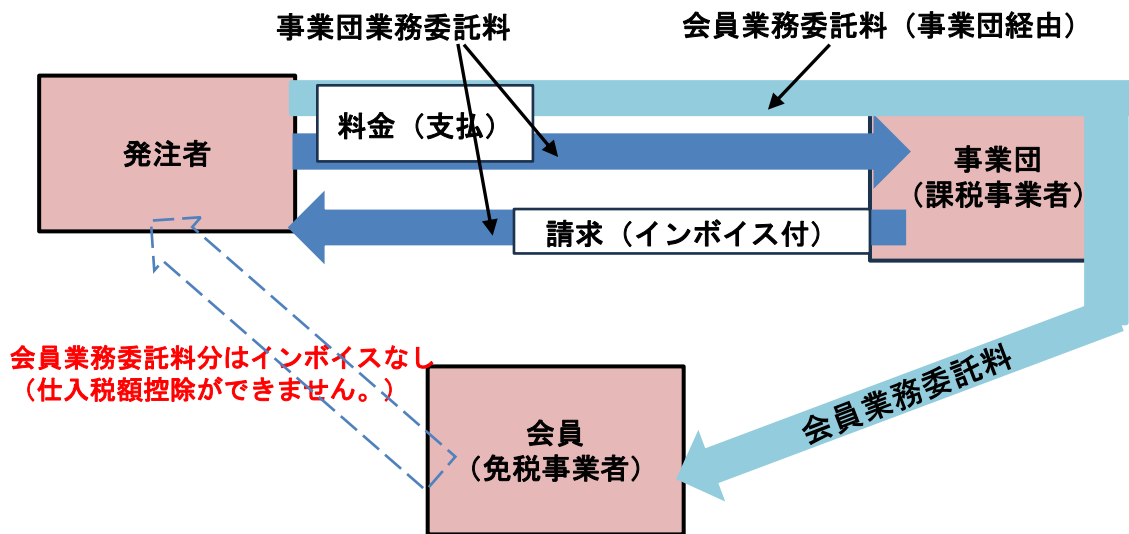 事業団業務委託料
会員業務委託料（事業団経由）
料金（支払）
発注者
事業団
（課税事業者）
請求（インボイス付）
会員業務委託料分はインボイスなし
（仕入税額控除ができません。）
会員業務委託料
会員
（免税事業者）